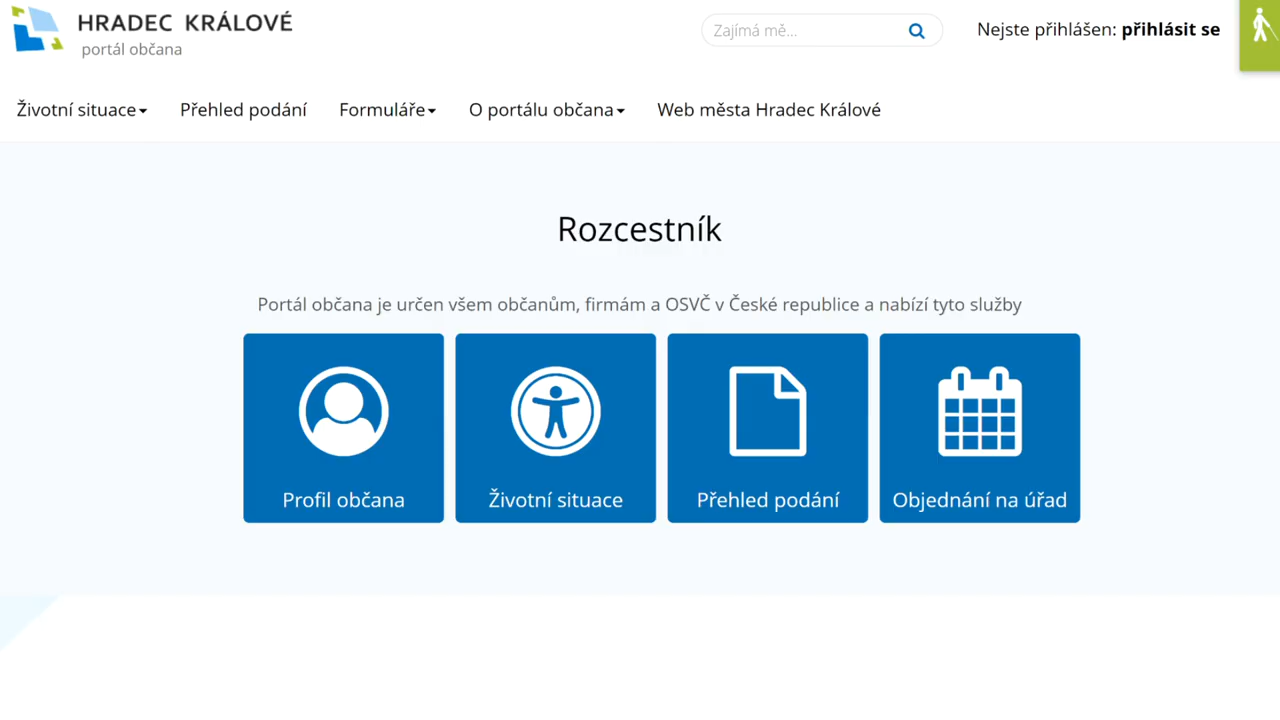 HRADEC KRÁLOVÉ
portál občana
Zajímá mě...
Nejste přihlášen: přihlásit se
Životní situace
Přehled podání
Formuláře
O portálu občana
Web města Hradec Králové
Rozcestník
Portál občana je určen všem občanům, firmám a OSVČ v České republice a nabízí tyto služby
Profil občana
Životní situace
Přehled podání
Objednání na úřad